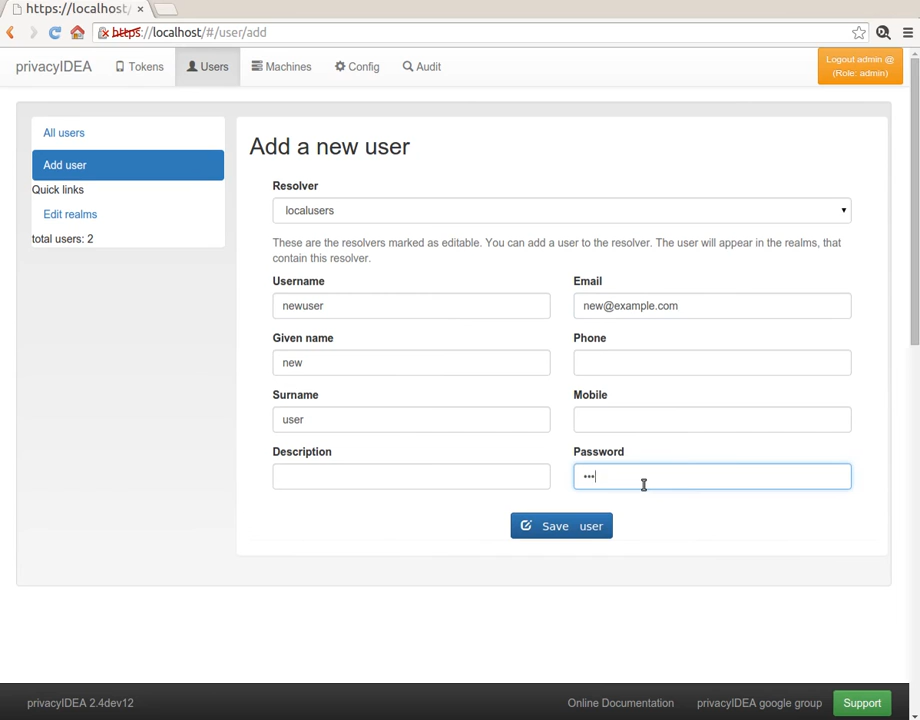 https://localhost/ ×
https://localhost/#/user/add
privacyIDEA Tokens Users Machines Config Audit
Logout admin @
(Role: admin)
All users
Add user
Quick links
Edit realms
total users: 2
Add a new user
Resolver
localusers
These are the resolvers marked as editable. You can add a user to the resolver. The user will appear in the realms, that
contain this resolver.
Username Email
newuser new@example.com
Given name Phone
new
Surname Mobile
user
Description Password
•••
Save user
privacyIDEA 2.4dev12 Online Documentation privacyIDEA google group Support